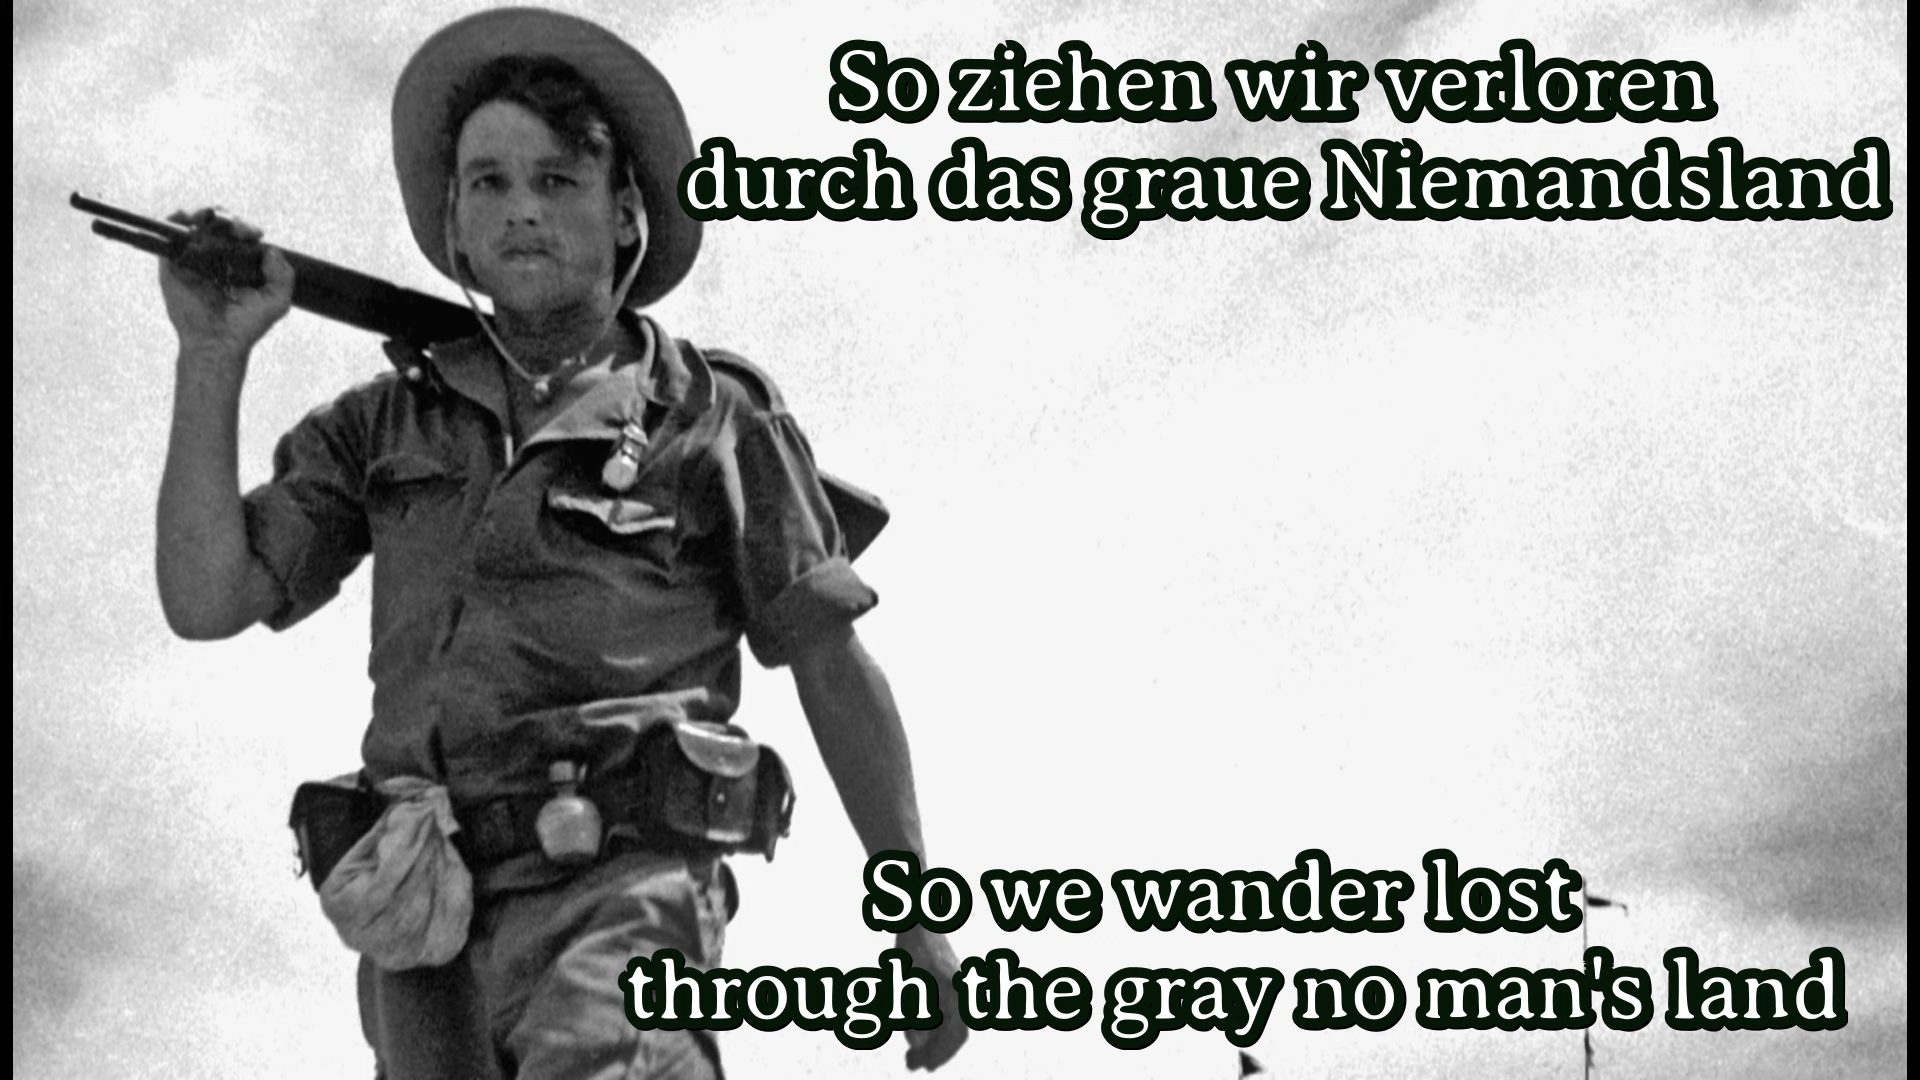 So ziehen wir verloren
durch das graue Niemandsland
So we wander lost
through the gray no man's land